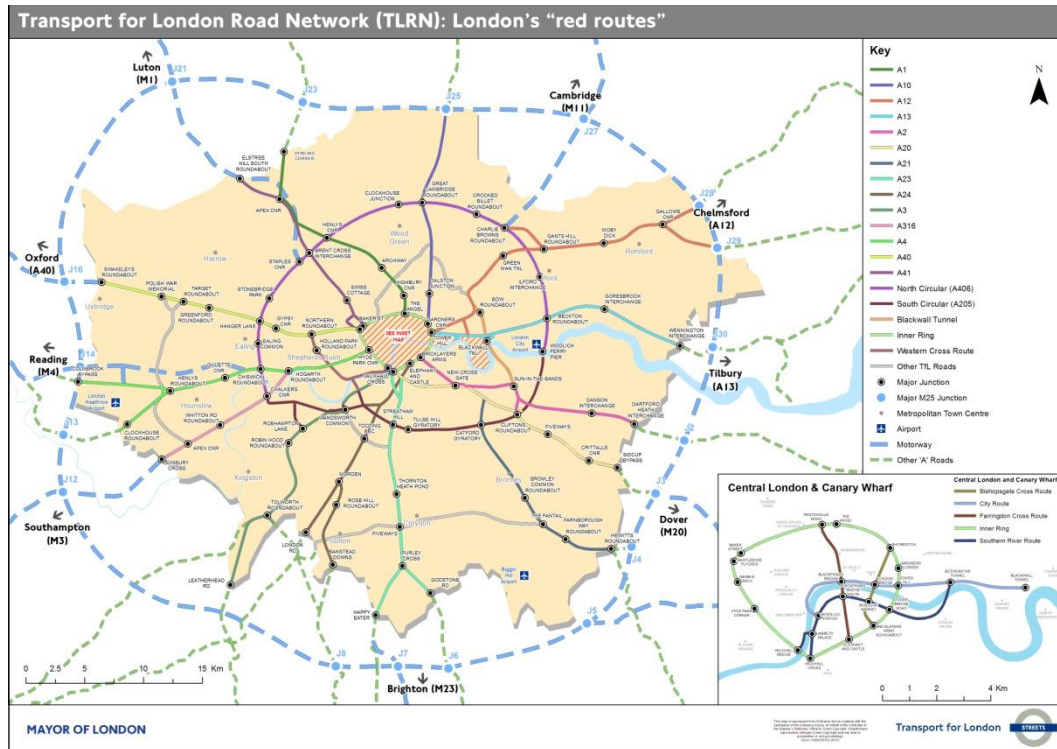 Transport for London Road Network (TLRN): London's "red routes"
Luton
(M1)
J21
J23
J25
Cambridge
(M11)
J27
J28
Chelmsford
(A12)
J29
J30
Tilbury
(A13)
Oxford
(A40)
J16
Reading
(M4)
J14
J13
J12
Southampton
(M3)
J8
J7
J6
Brighton (M23)
J5
J4
J3
Dover
(M20)
ELSTREE
HILL SOUTH
ROUNDABOUT
APEX CNR
CLOCKHOUSE
JUNCTION
GREAT
CAMBRIDGE
ROUNDABOUT
CROOKED
BILLET
ROUNDABOUT
CHARLIE
BROWNS
ROUNDABOUT
GANTS HILL
ROUNDABOUT
MOBY
DICK
GALLOWS
CNR
Romford
GREEN
MAN TNL
HENLYS
CNR
Wood
Green
BRENT CROSS
INTERCHANGE
STAPLES
CNR
ARCHWAY
HIGHBURY
CNR
DALSTON
JUNCTION
THE
ANGEL
Harrow
SWAKELEYS
ROUNDABOUT
POLISH WAR
MEMORIAL
TARGET
ROUNDABOUT
GREENFORD
ROUNDABOUT
Uxbridge
STONEBRIDGE
PARK
HANGER LANE
GYPSY
CNR
NORTHERN
ROUNDABOUT
SWISS
COTTAGE
BAKER ST
SEE INSET
MAP
BOW
ROUNDABOUT
ILFORD
INTERCHANGE
GORESBROOK
INTERCHANGE
BECKTON
ROUNDABOUT
WENNINGTON
INTERCHANGE
Ealing
EALING
COMMON
HOLLAND PARK
ROUNDABOUT
Shepherds Bush
HYDE
PARK CNR
TOWER
HILL
BRICKLAYERS
ARMS
BLACKWALL
TNL
London
City
Airport
WOOLWICH
FERRY
PIER
COLNBROOK
BYPASS
London
Heathrow
Airport
HENLYS
ROUNDABOUT
CHISWICK
ROUNDABOUT
HOGARTH
ROUNDABOUT
CHALKERS
CNR
VAUXHALL
CROSS
ELEPHANT
AND
CASTLE
NEW CROSS
GATE
SUN-IN-THE-SANDS
Hounslow
CLOCKHOUSE
ROUNDABOUT
WHITTON RD
ROUNDABOUT
APEX CNR
SUNBURY
CROSS
ROEHAMPTON
LANE
ROBIN HOOD
ROUNDABOUT
WANDSWORTH
COMMON
STREATHAM
HILL
TULSE HILL
GYRATORY
CATFORD
GYRATORY
CLIFTONS
ROUNDABOUT
DANSON
INTERCHANGE
DARTFORD
HEATH
INTERCHANGE
FIVEWAYS
CRITTALLS
CNR
SIDCUP
BYPASS
TOOTING
BEC
Kingston
TOLWORTH
ROUNDABOUT
MORDEN
ROSE HILL
ROUNDABOUT
THORNTON
HEATH POND
Bromley
BROMLEY
COMMON
ROUNDABOUT
Croydon
THE FANTAIL
FARNBOROUGH
WAY
ROUNDABOUT
HEWITTS
ROUNDABOUT
LONDON
RD
Sutton
FIVEWAYS
BANSTEAD
DOWNS
PURLEY
CROSS
GODSTONE
RD
Biggin
Hill
Airport
LEATHERHEAD
RD
HAPPY
EATER
0 2.5 5 10 15
Km
Key
N
A1
A10
A12
A13
A2
A20
A21
A23
A24
A3
A316
A4
A40
A41
North Circular (A406)
South Circular (A205)
Blackwall Tunnel
Inner Ring
Western Cross Route
Other TfL Roads
Major Junction
Major M25 Junction
Metropolitan Town Centre
Airport
Motorway
Other 'A' Roads
Central London & Canary Wharf
Central London and Canary Wharf
Bishopsgate Cross Route
City Route
Farringdon Cross Route
Inner Ring
Southern River Route
0 1 2 4 Km
MAYOR OF LONDON
Transport for London
STREETS